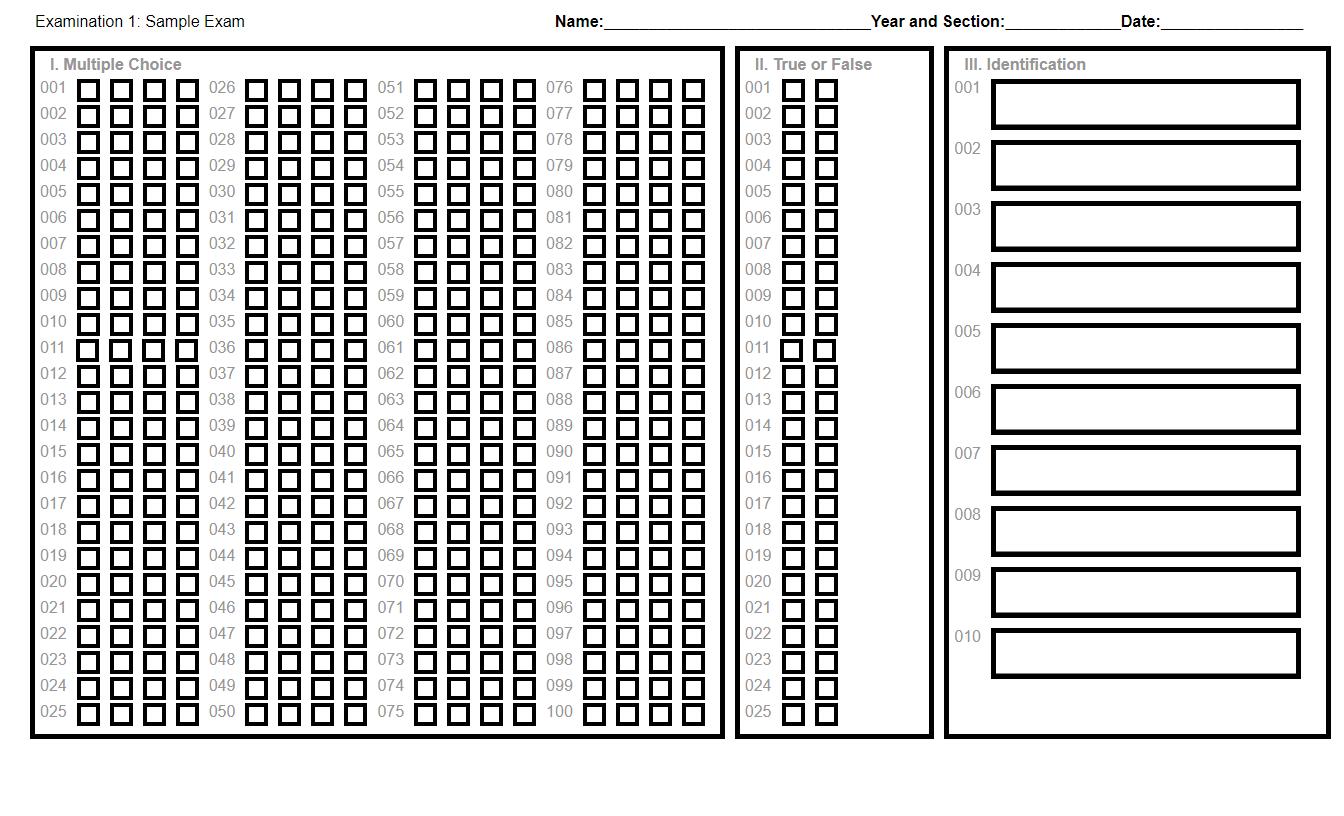 Examination 1: Sample Exam Name:______________________________Year and Section:_____________Date:________________
I. Multiple Choice
001 026 051 076
002 027 052 077
003 028 053 078
004 029 054 079
005 030 055 080
006 031 056 081
007 032 057 082
008 033 058 083
009 034 059 084
010 035 060 085
011 036 061 086
012 037 062 087
013 038 063 088
014 039 064 089
015 040 065 090
016 041 066 091
017 042 067 092
018 043 068 093
019 044 069 094
020 045 070 095
021 046 071 096
022 047 072 097
023 048 073 098
024 049 074 099
025 050 075 100
II. True or False
001
002
003
004
005
006
007
008
009
010
011
012
013
014
015
016
017
018
019
020
021
022
023
024
025
III. Identification
001
002
003
004
005
006
007
008
009
010